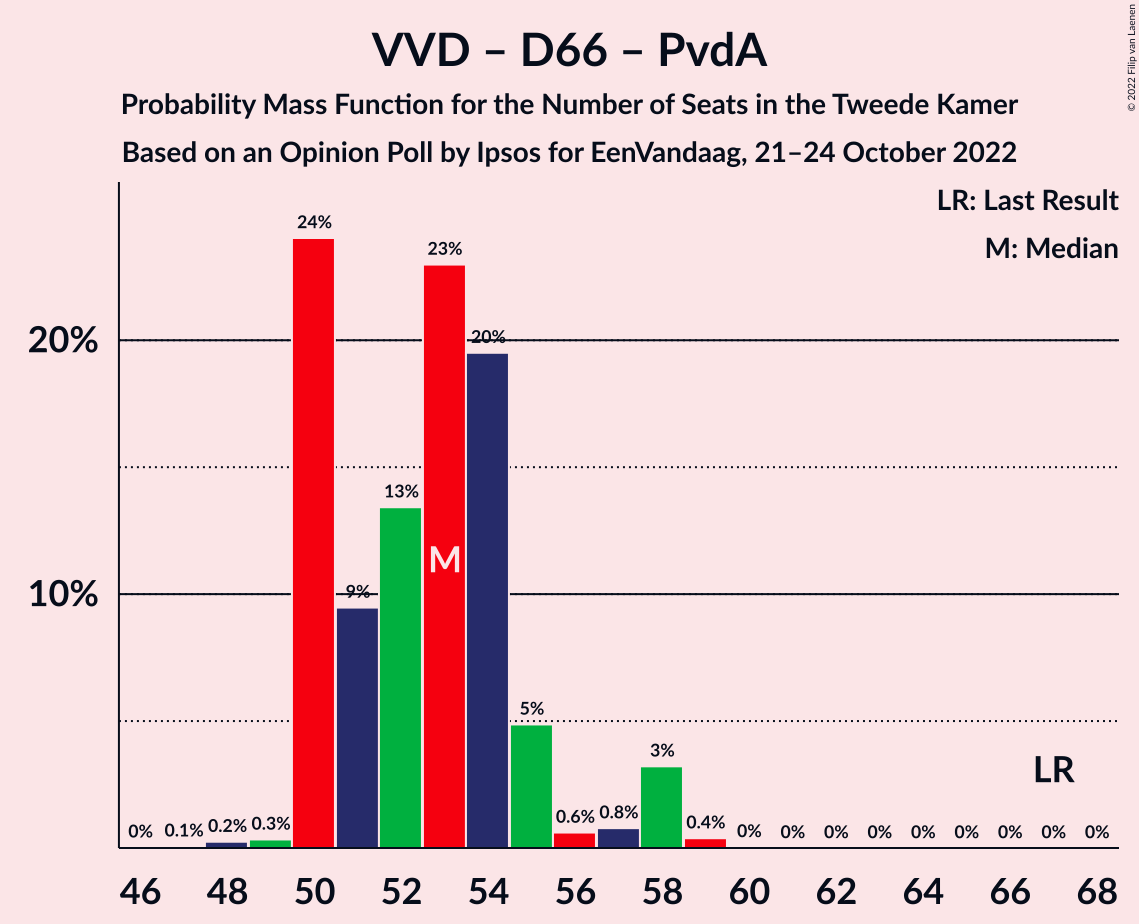 VVD – D66 – PvdA
Probability Mass Function for the Number of Seats in the Tweede Kamer
Based on an Opinion Poll by Ipsos for EenVandaag, 21–24 October 2022
© 2022 Filip van Laenen
LR: Last Result
M: Median
20%
10%
0% 0.1% 0.2% 0.3% 24% 9% 13% 23% 20% 5% 0.6% 0.8% 3% 0.4% 0% 0% 0% 0% 0% 0% 0% 0% 0%
M
LR
46 48 50 52 54 56 58 60 62 64 66 68